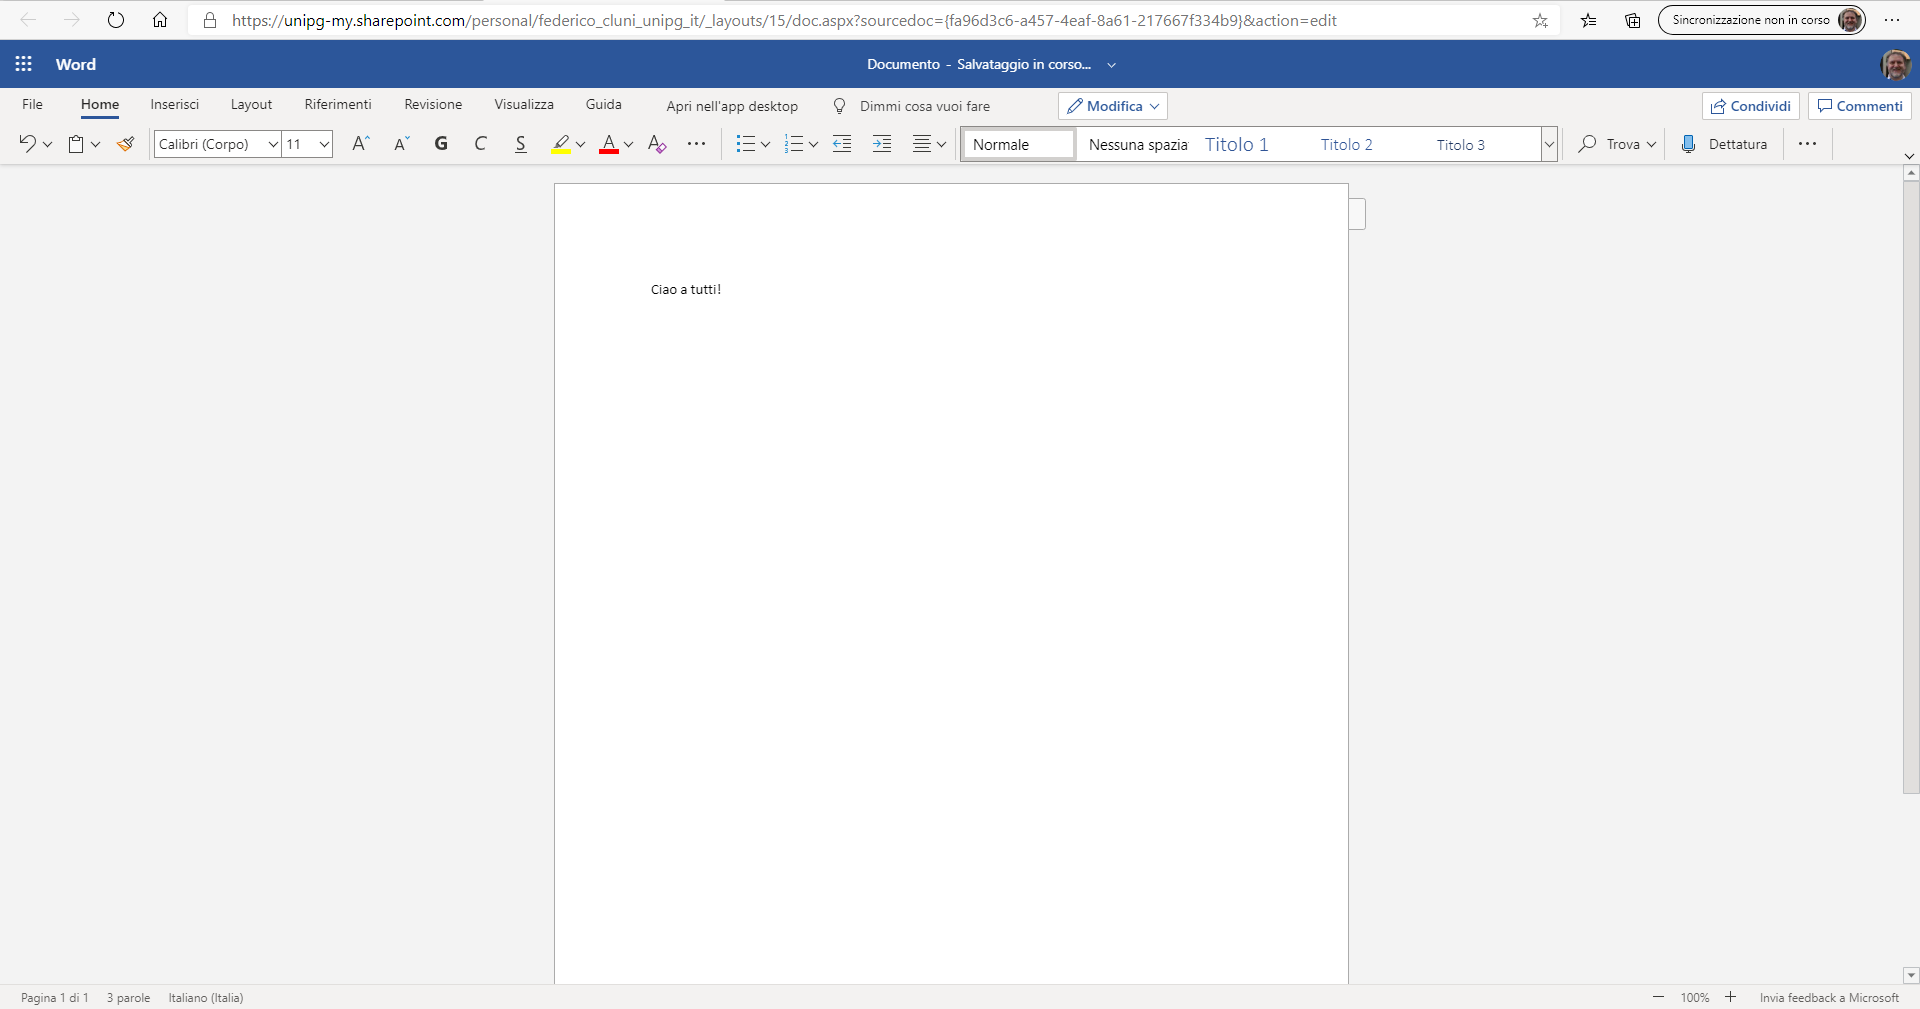 https://unipg-my.sharepoint.com/personal/federico_cluni_unipg_it/_layouts/15/doc.aspx?sourcedoc={fa96d3c6-a457-4eaf-8a61-217667f334b9}&action=edit
Sincronizzazione non in corso
Word
Documento - Salvataggio in corso...
File Home Inserisci Layout Riferimenti Revisione Visualizza Guida Apri nell'app desktop Dimmi cosa vuoi fare Modifica Condividi Commenti
Calibri (Corpo) 11 A A G C S A A Normale Nessuna spazia Titolo 1 Titolo 2 Titolo 3 Trova Dettatura
Ciao a tutti!
Pagina 1 di 1 3 parole Italiano (Italia) 100% Invia feedback a Microsoft